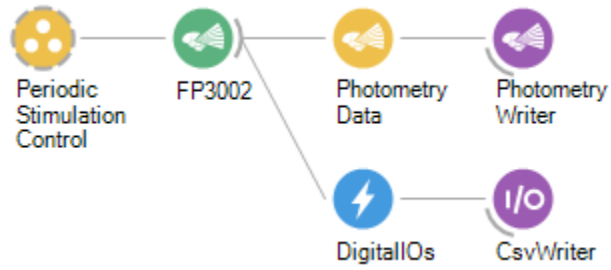 Periodic
Stimulation
Control
FP3002
Photometry
Data
Photometry
Writer
DigitalIOs
I/O
CsvWriter